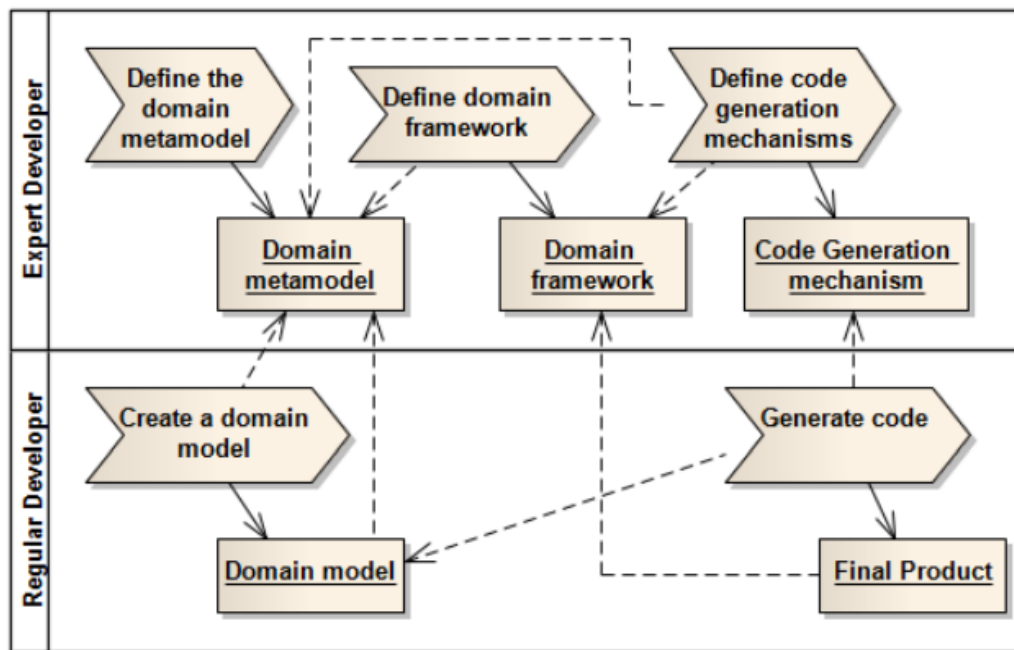 Expert Developer
Define the
domain
metamodel
Define domain
framework
Define code
generation
mechanisms
Domain
metamodel
Domain
framework
Code Generation
mechanism
Regular Developer
Create a domain
model
Generate code
Domain model
Final Product